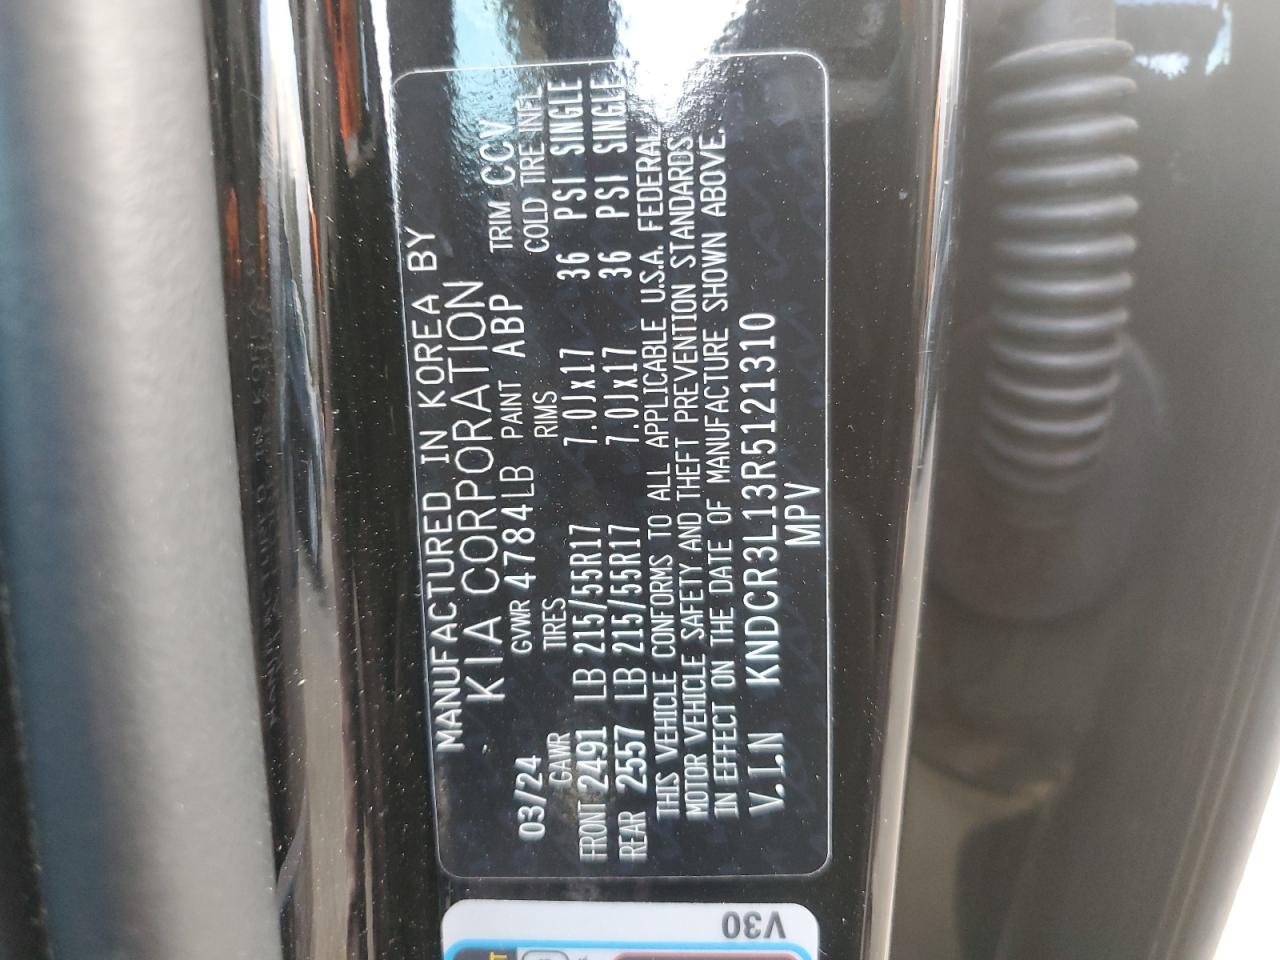 MANUFACTURED IN KOREA BY
KIA CORPORATION
03/24 GVWR 4784LB PAINT ABP TRIM CCV
GAWR TIRES RIMS COLD TIRE INFL
FRONT 2491 LB 215/55R17 7.0Jx17 36 PSI SINGLE
REAR 2557 LB 215/55R17 7.0Jx17 36 PSI SINGLE
THIS VEHICLE CONFORMS TO ALL APPLICABLE U.S.A. FEDERAL
MOTOR VEHICLE SAFETY AND THEFT PREVENTION STANDARDS
IN EFFECT ON THE DATE OF MANUFACTURE SHOWN ABOVE.
V.I.N KNDCR3L13R5121310
MPV
V30